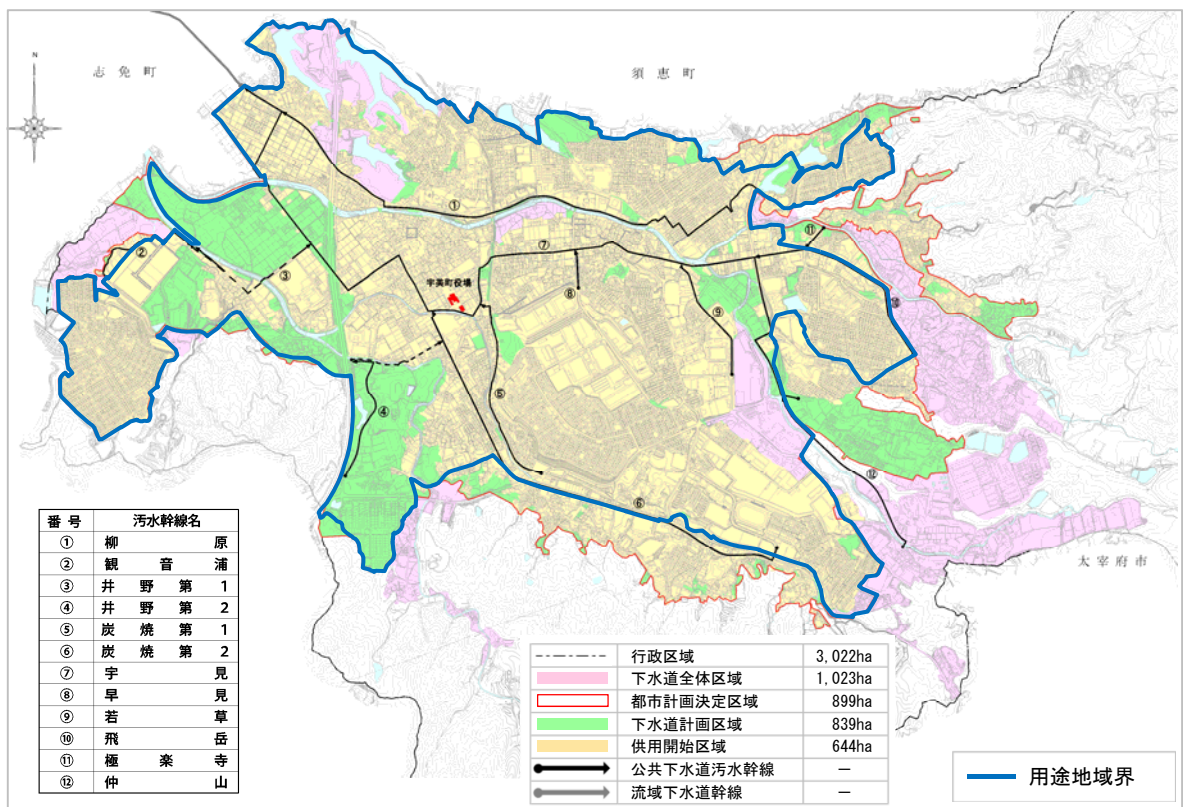 N
志免町
須恵町
①
⑦
⑪
②
③
宇美町役場
⑧
⑩
⑨
⑤
④
⑫
⑥
太宰府市
番号 汚水幹線名
① 柳原
② 観音浦
③ 井野第1
④ 井野第2
⑤ 炭焼第1
⑥ 炭焼第2
⑦ 宇見
⑧ 早見
⑨ 若草
⑩ 飛岳
⑪ 極楽寺
⑫ 仲山
行政区域 3,022ha
下水道全体区域 1,023ha
都市計画決定区域 899ha
下水道計画区域 839ha
供用開始区域 644ha
公共下水道汚水幹線 −
流域下水道幹線 −
用途地域界